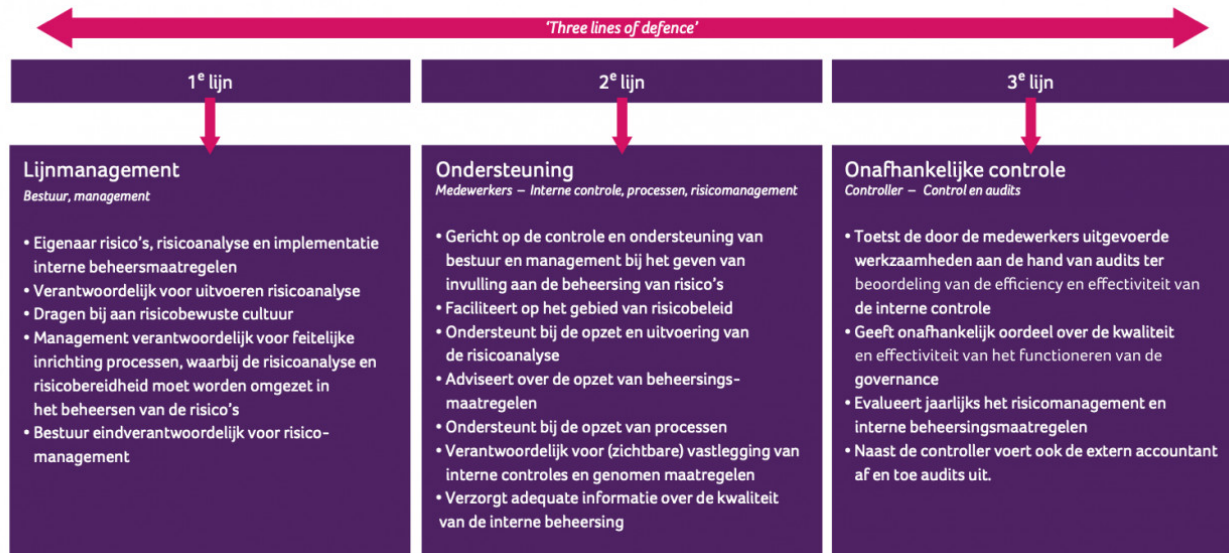 'Three lines of defence'
1e lijn
2e lijn
3e lijn
Lijnmanagement
Bestuur, management
• Eigenaar risico's, risicoanalyse en implementatie
interne beheersmaatregelen
• Verantwoordelijk voor uitvoeren risicoanalyse
• Dragen bij aan risicobewuste cultuur
• Management verantwoordelijk voor feitelijke
inrichting processen, waarbij de risicoanalyse en
risicobereidheid moet worden omgezet in
het beheersen van de risico's
• Bestuur eindverantwoordelijk voor risico-
management
Ondersteuning
Medewerkers – Interne controle, processen, risicomanagement
• Gericht op de controle en ondersteuning van
bestuur en management bij het geven van
invulling aan de beheersing van risico's
• Faciliteert op het gebied van risicobeleid
• Ondersteunt bij de opzet en uitvoering van
de risicoanalyse
• Adviseert over de opzet van beheersings-
maatregelen
• Ondersteunt bij de opzet van processen
• Verantwoordelijk voor (zichtbare) vastlegging van
interne controles en genomen maatregelen
• Verzorgt adequate informatie over de kwaliteit
van de interne beheersing
Onafhankelijke controle
Controller – Control en audits
• Toetst de door de medewerkers uitgevoerde
werkzaamheden aan de hand van audits ter
beoordeling van de efficiency en effectiviteit van
de interne controle
• Geeft onafhankelijk oordeel over de kwaliteit
en effectiviteit van het functioneren van de
governance
• Evalueert jaarlijks het risicomanagement en
interne beheersingsmaatregelen
• Naast de controller voert ook de extern accountant
af en toe audits uit.